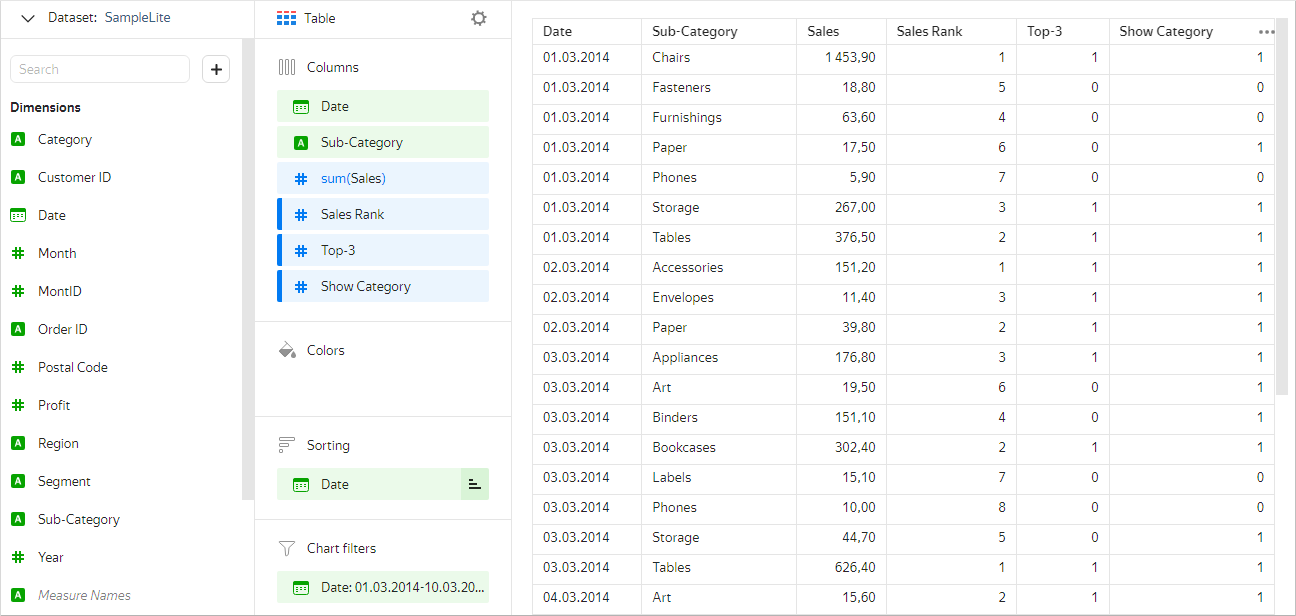 Dataset: SampleLite
Search
+
Dimensions
A Category
A Customer ID
Date
# Month
# MontID
A Order ID
# Postal Code
# Profit
A Region
A Segment
A Sub-Category
# Year
A Measure Names
Table
Columns
Date
A Sub-Category
# sum(Sales)
# Sales Rank
# Top-3
# Show Category
Colors
Sorting
Date
Chart filters
Date: 01.03.2014-10.03.20...
Date Sub-Category Sales Sales Rank Top-3 Show Category
01.03.2014 Chairs 1 453,90 1 1 1
01.03.2014 Fasteners 18,80 5 0 0
01.03.2014 Furnishings 63,60 4 0 0
01.03.2014 Paper 17,50 6 0 1
01.03.2014 Phones 5,90 7 0 0
01.03.2014 Storage 267,00 3 1 1
01.03.2014 Tables 376,50 2 1 1
02.03.2014 Accessories 151,20 1 1 1
02.03.2014 Envelopes 11,40 3 1 1
02.03.2014 Paper 39,80 2 1 1
03.03.2014 Appliances 176,80 3 1 1
03.03.2014 Art 19,50 6 0 1
03.03.2014 Binders 151,10 4 0 1
03.03.2014 Bookcases 302,40 2 1 1
03.03.2014 Labels 15,10 7 0 0
03.03.2014 Phones 10,00 8 0 0
03.03.2014 Storage 44,70 5 0 1
03.03.2014 Tables 626,40 1 1 1
04.03.2014 Art 15,60 2 1 1